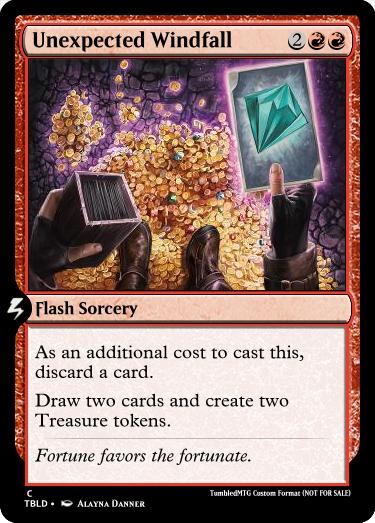 Unexpected Windfall 2
Flash Sorcery
As an additional cost to cast this,
discard a card.
Draw two cards and create two
Treasure tokens.
Fortune favors the fortunate.
C
TBLD • Alayna Danner
TumbledMTG Custom Format (NOT FOR SALE)